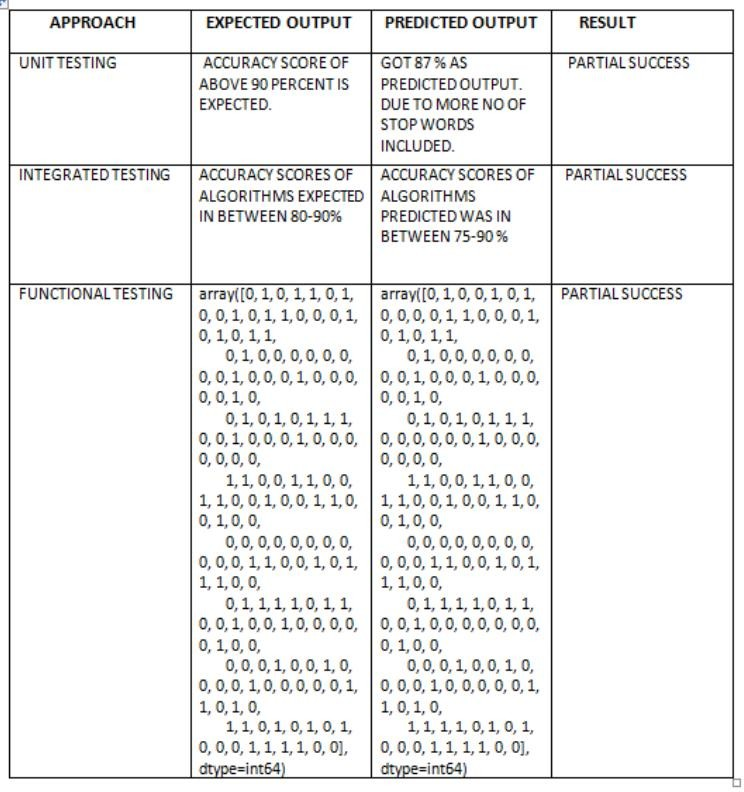 APPROACH
EXPECTED OUTPUT
PREDICTED OUTPUT
RESULT
UNIT TESTING
ACCURACY SCORE OF
ABOVE 90 PERCENT IS
EXPECTED.
GOT 87 % AS
PREDICTED OUTPUT.
DUE TO MORE NO OF
STOP WORDS
INCLUDED.
PARTIAL SUCCESS
INTEGRATED TESTING
ACCURACY SCORES OF
ALGORITHMS EXPECTED
IN BETWEEN 80-90%
ACCURACY SCORES OF
ALGORITHMS
PREDICTED WAS IN
BETWEEN 75-90 %
PARTIAL SUCCESS
FUNCTIONAL TESTING
array([0, 1, 0, 1, 1, 0, 1,
0, 0, 1, 0, 1, 1, 0, 0, 0, 1,
0, 1, 0, 1, 1,
0, 1, 0, 0, 0, 0, 0, 0,
0, 0, 1, 0, 0, 0, 1, 0, 0, 0,
0, 0, 1, 0,
0, 1, 0, 1, 0, 1, 1, 1,
0, 0, 1, 0, 0, 0, 1, 0, 0, 0,
0, 0, 0, 0,
1, 1, 0, 0, 1, 1, 0, 0,
1, 1, 0, 0, 1, 0, 0, 1, 1, 0,
0, 1, 0, 0,
0, 0, 0, 0, 0, 0, 0, 0,
0, 0, 0, 1, 1, 0, 0, 1, 0, 1,
1, 1, 0, 0,
0, 1, 1, 1, 1, 0, 1, 1,
0, 0, 1, 0, 0, 1, 0, 0, 0, 0,
0, 1, 0, 0,
0, 0, 0, 1, 0, 0, 1, 0,
0, 0, 0, 1, 0, 0, 0, 0, 0, 1,
1, 0, 1, 0,
1, 1, 0, 1, 0, 1, 0, 1,
0, 0, 0, 1, 1, 1, 1, 0, 0],
dtype=int64)
array([0, 1, 0, 0, 1, 0, 1,
0, 0, 0, 0, 1, 1, 0, 0, 0, 1,
0, 1, 0, 1, 1,
0, 1, 0, 0, 0, 0, 0, 0,
0, 0, 1, 0, 0, 0, 1, 0, 0, 0,
0, 0, 1, 0,
0, 1, 0, 1, 0, 1, 1, 1,
0, 0, 0, 0, 0, 0, 1, 0, 0, 0,
0, 0, 0, 0,
1, 1, 0, 0, 1, 1, 0, 0,
1, 1, 0, 0, 1, 0, 0, 1, 1, 0,
0, 1, 0, 0,
0, 0, 0, 0, 0, 0, 0, 0,
0, 0, 0, 1, 1, 0, 0, 1, 0, 1,
1, 1, 0, 0,
0, 1, 1, 1, 1, 0, 1, 1,
0, 0, 1, 0, 0, 0, 0, 0, 0, 0,
0, 1, 0, 0,
0, 0, 0, 1, 0, 0, 1, 0,
0, 0, 0, 1, 0, 0, 0, 0, 0, 1,
1, 0, 1, 0,
1, 1, 1, 1, 0, 1, 0, 1,
0, 0, 0, 1, 1, 1, 1, 0, 0],
dtype=int64)
PARTIAL SUCCESS